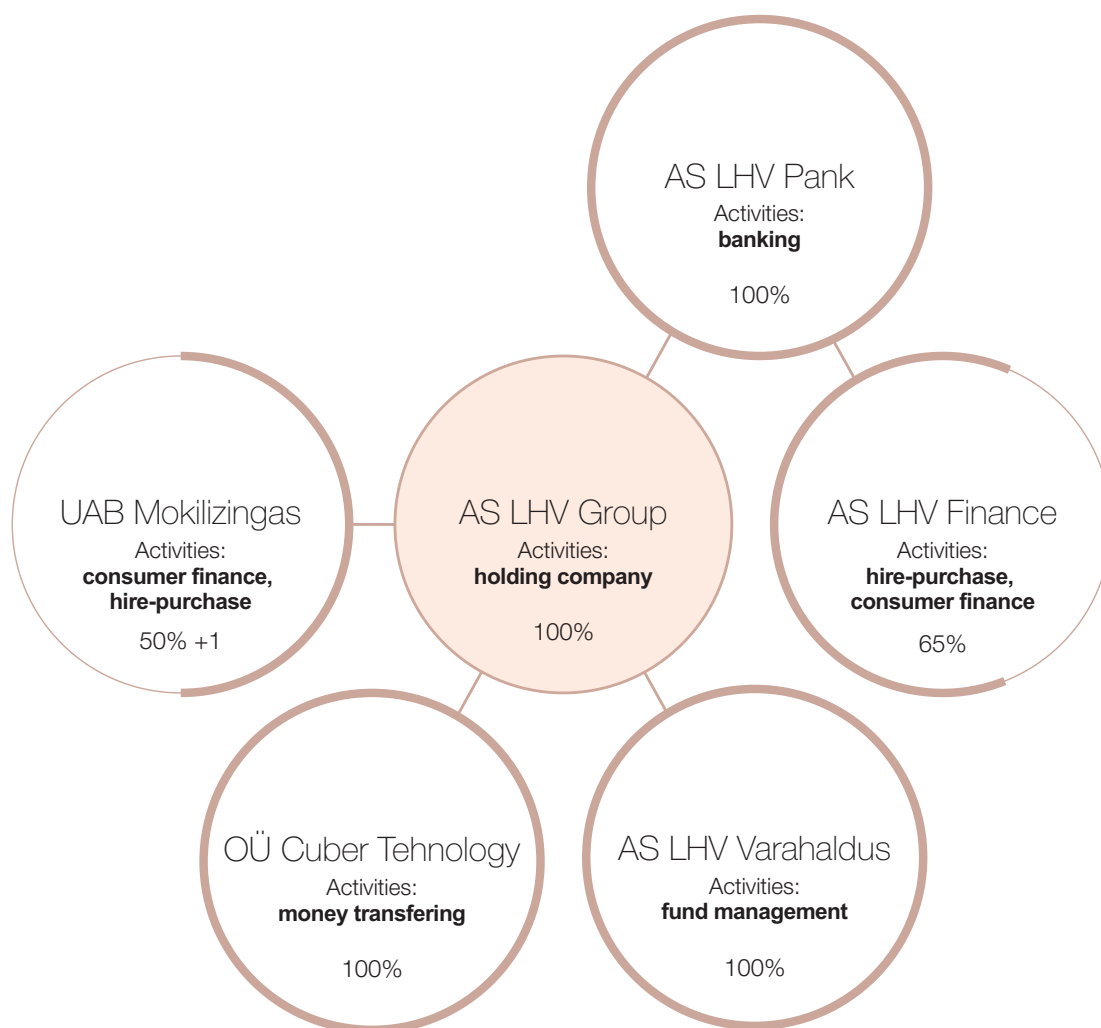 AS LHV Pank
Activities:
banking
100%
UAB Mokilizingas
Activities:
consumer finance,
hire-purchase
50% +1
AS LHV Group
Activities:
holding company
100%
AS LHV Finance
Activities:
hire-purchase,
consumer finance
65%
OÜ Cuber Tehnology
Activities:
money transfering
100%
AS LHV Varahaldus
Activities:
fund management
100%